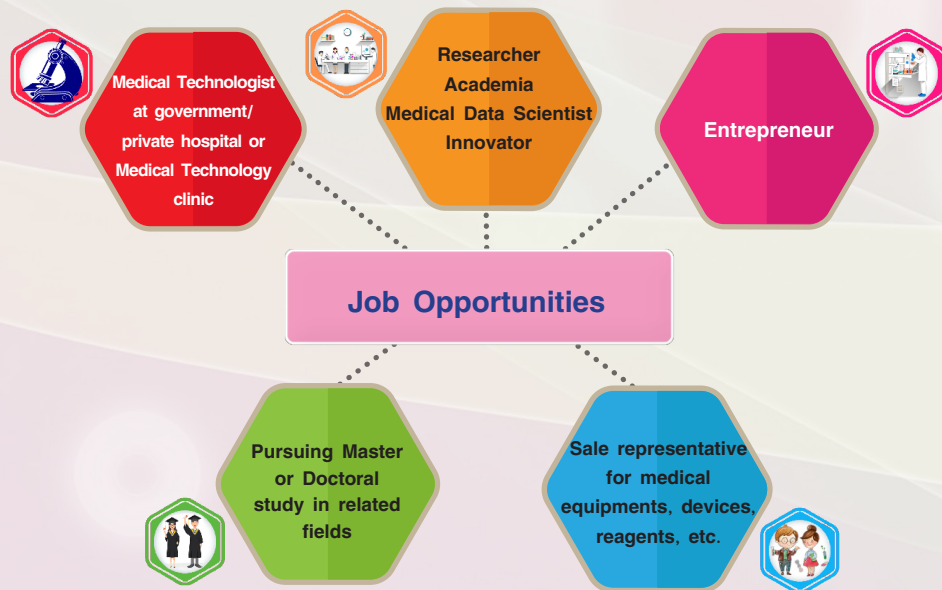 Medical Technologist
at government/
private hospital or
Medical Technology
clinic
Researcher
Academia
Medical Data Scientist
Innovator
Entrepreneur
Job Opportunities
Pursuing Master
or Doctoral
study in related
fields
Sale representative
for medical
equipments, devices,
reagents, etc.